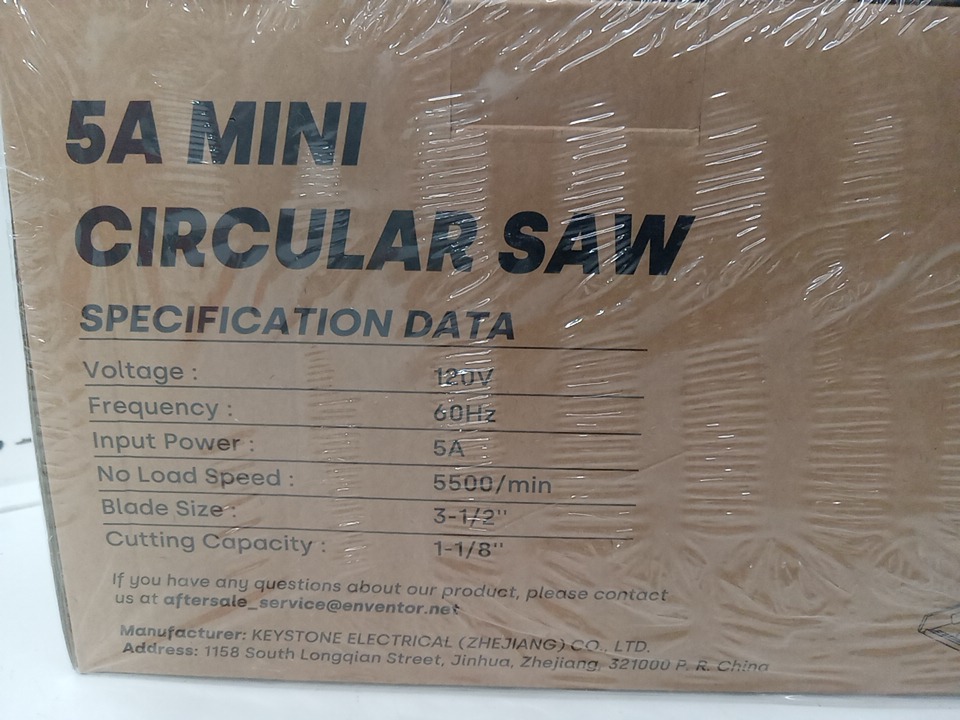 5A MINI
CIRCULAR SAW
SPECIFICATION DATA
Voltage : 120V
Frequency : 60Hz
Input Power : 5A
No Load Speed : 5500/min
Blade Size : 3-1/2"
Cutting Capacity : 1-1/8"
If you have any questions about our product, please contact
us at aftersale_service@enventor.net
Manufacturer: KEYSTONE ELECTRICAL (ZHEJIANG) CO., LTD.
Address: 1158 South Longqian Street, Jinhua, Zhejiang, 321000 P. R. China